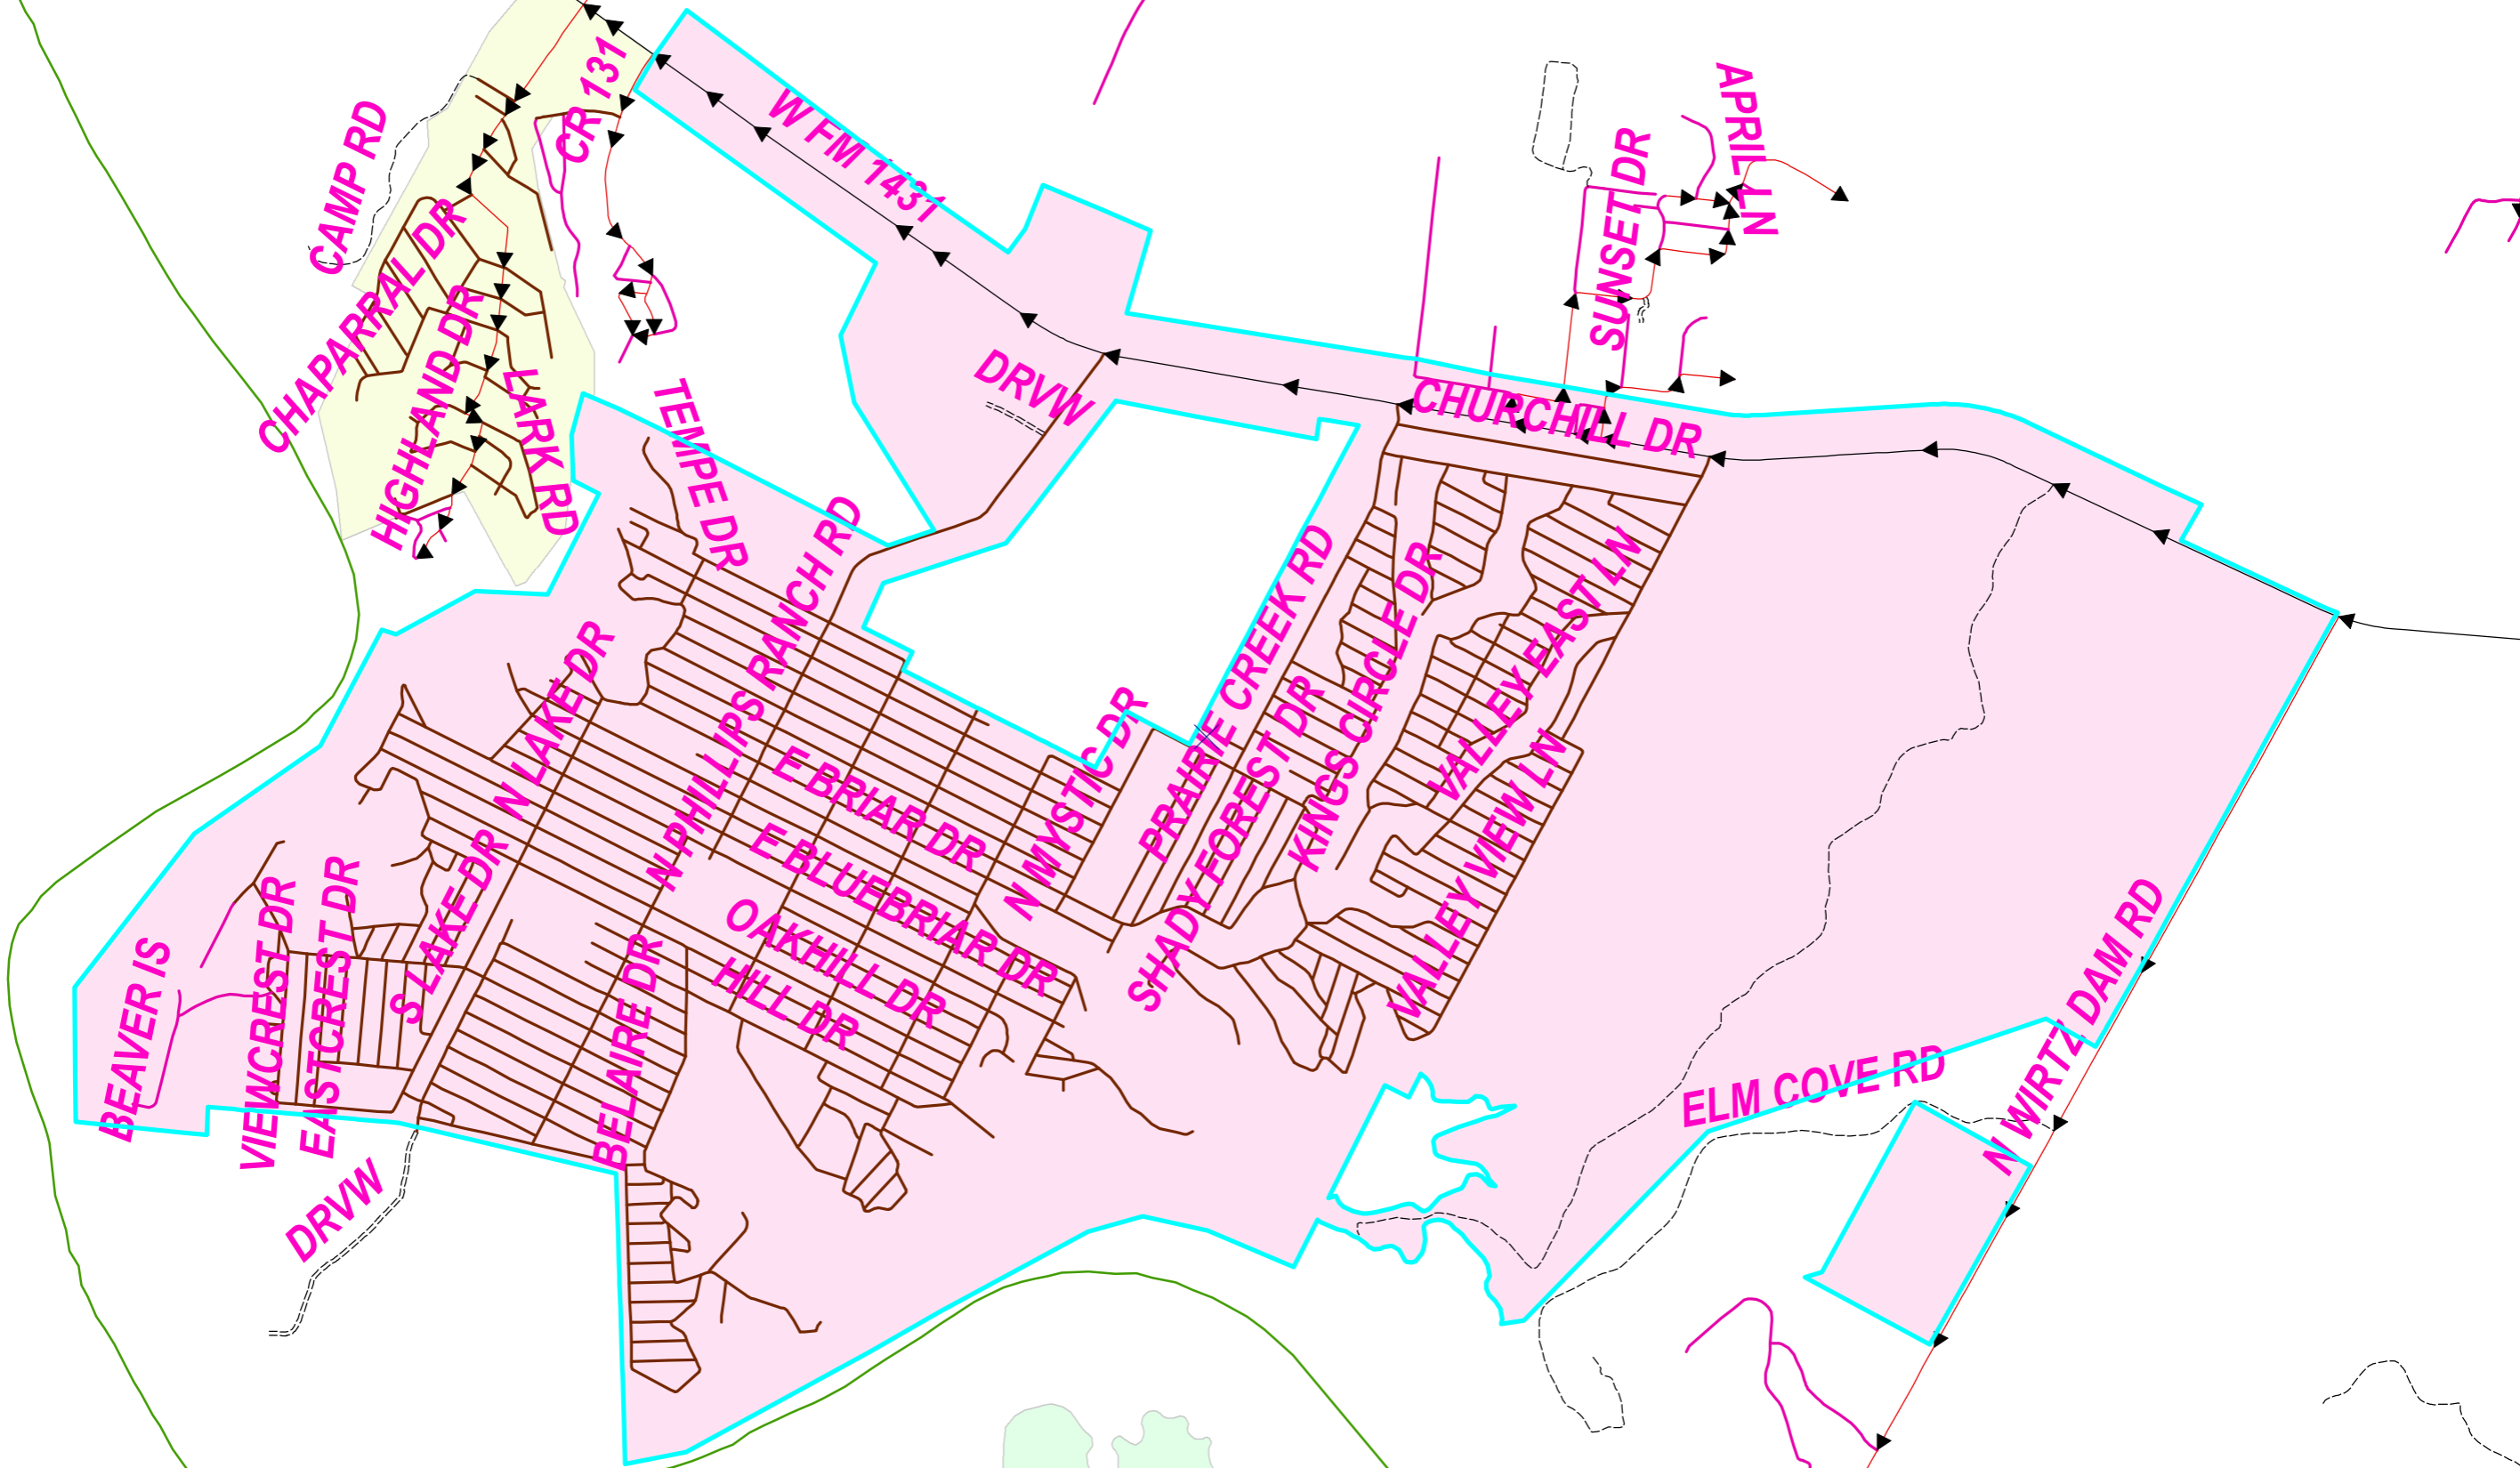 CR 131
APRIL LN
W FM 1431
CAMP RD
SUNSET DR
CHAPARRAL DR
HIGHLAND DR
LARK RD
TEMPE DR
DRVW
CHURCHILL DR
N PHILLIPS RANCH RD
PRAIRIE CREEK RD
KINGS CIRCLE DR
VALLEY EAST LN
N LAKE DR
E BRIAR DR
N MYSTIC DR
SHADY FOREST DR
VALLEY VIEW LN
E BLUEBRIAR DR
S LAKE DR
VIEWCREST DR
EASTCREST DR
OAKHILL DR
HILL DR
BELAIRE DR
BEAVER IS
ELM COVE RD
N WIRTZ DAM RD
DRVW